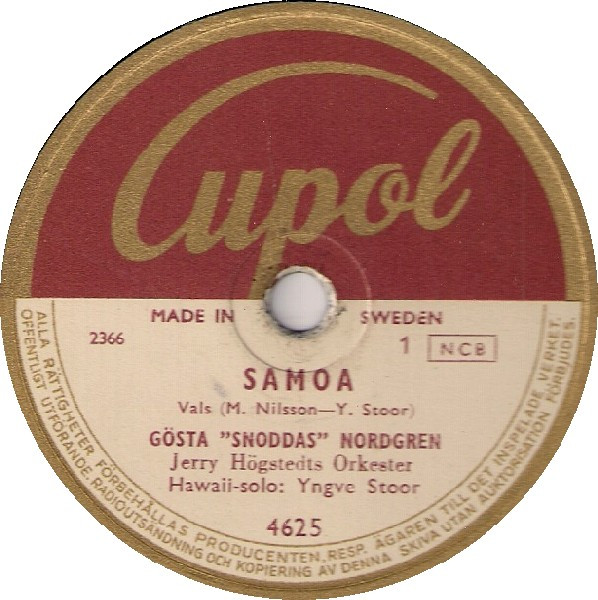 Cupol
MADE IN SWEDEN
2366
1 NCB
SAMOA
Vals (M. Nilsson—Y. Stoor)
GÖSTA "SNODDAS" NORDGREN
Jerry Högstedts Orkester
Hawaii-solo: Yngve Stoor
4625
ALLA RÄTTIGHETER FÖRBEHÅLLAS PRODUCENTEN, RESP. ÄGAREN TILL DET INSPELADE VERKET.
OFFENTLIGT UTFÖRANDE, RADIOUTSÄNDNING OCH KOPIERING AV DENNA SKIVA UTAN AUKTORISATION FÖRBJUDES.